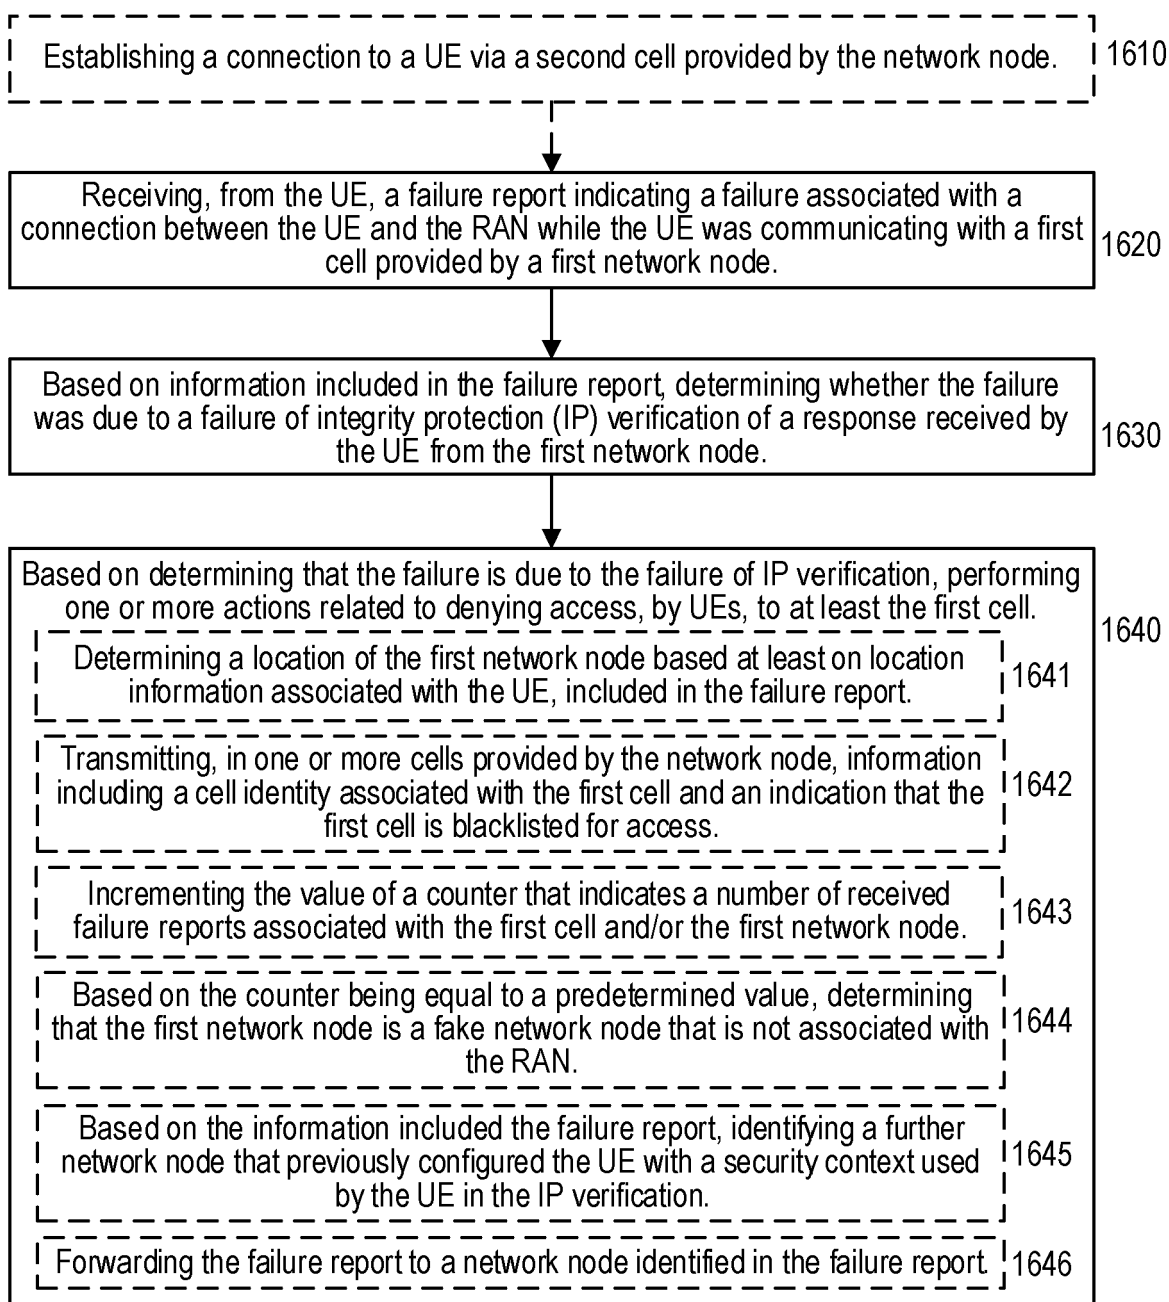 Establishing a connection to a UE via a second cell provided by the network node.
1610
Receiving, from the UE, a failure report indicating a failure associated with a
connection between the UE and the RAN while the UE was communicating with a first
cell provided by a first network node.
1620
Based on information included in the failure report, determining whether the failure
was due to a failure of integrity protection (IP) verification of a response received by
the UE from the first network node.
1630
Based on determining that the failure is due to the failure of IP verification, performing
one or more actions related to denying access, by UEs, to at least the first cell.
1640
Determining a location of the first network node based at least on location
information associated with the UE, included in the failure report.
1641
Transmitting, in one or more cells provided by the network node, information
including a cell identity associated with the first cell and an indication that the
first cell is blacklisted for access.
1642
Incrementing the value of a counter that indicates a number of received
failure reports associated with the first cell and/or the first network node.
1643
Based on the counter being equal to a predetermined value, determining
that the first network node is a fake network node that is not associated with
the RAN.
1644
Based on the information included the failure report, identifying a further
network node that previously configured the UE with a security context used
by the UE in the IP verification.
1645
Forwarding the failure report to a network node identified in the failure report.
1646